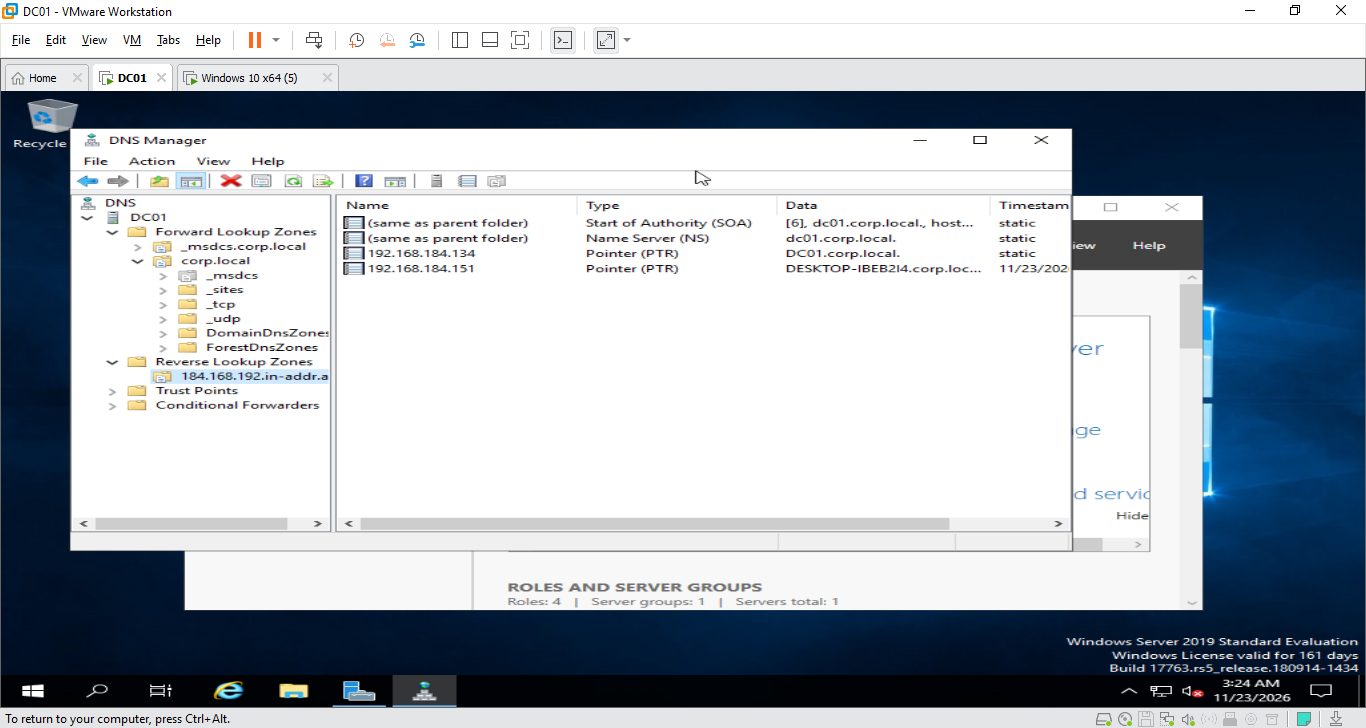 DC01 - VMware Workstation
File Edit View VM Tabs Help
Home DC01 Windows 10 x64 (5)
Recycle
DNS Manager
File Action View Help
DNS
DC01
Forward Lookup Zones
_msdcs.corp.local
corp.local
_msdcs
_sites
_tcp
_udp
DomainDnsZones
ForestDnsZones
Reverse Lookup Zones
184.168.192.in-addr.a
Trust Points
Conditional Forwarders
Name Type Data Timestam
(same as parent folder) Start of Authority (SOA) [6], dc01.corp.local., host... static
(same as parent folder) Name Server (NS) dc01.corp.local. static
192.168.184.134 Pointer (PTR) DC01.corp.local. static
192.168.184.151 Pointer (PTR) DESKTOP-IBEB2I4.corp.loc... 11/23/202
iew Help
ver
ge
d servic
Hide
ROLES AND SERVER GROUPS
Roles: 4 | Server groups: 1 | Servers total: 1
Windows Server 2019 Standard Evaluation
Windows License valid for 161 days
Build 17763.rs5_release.180914-1434
3:24 AM
11/23/2026
To return to your computer, press Ctrl+Alt.